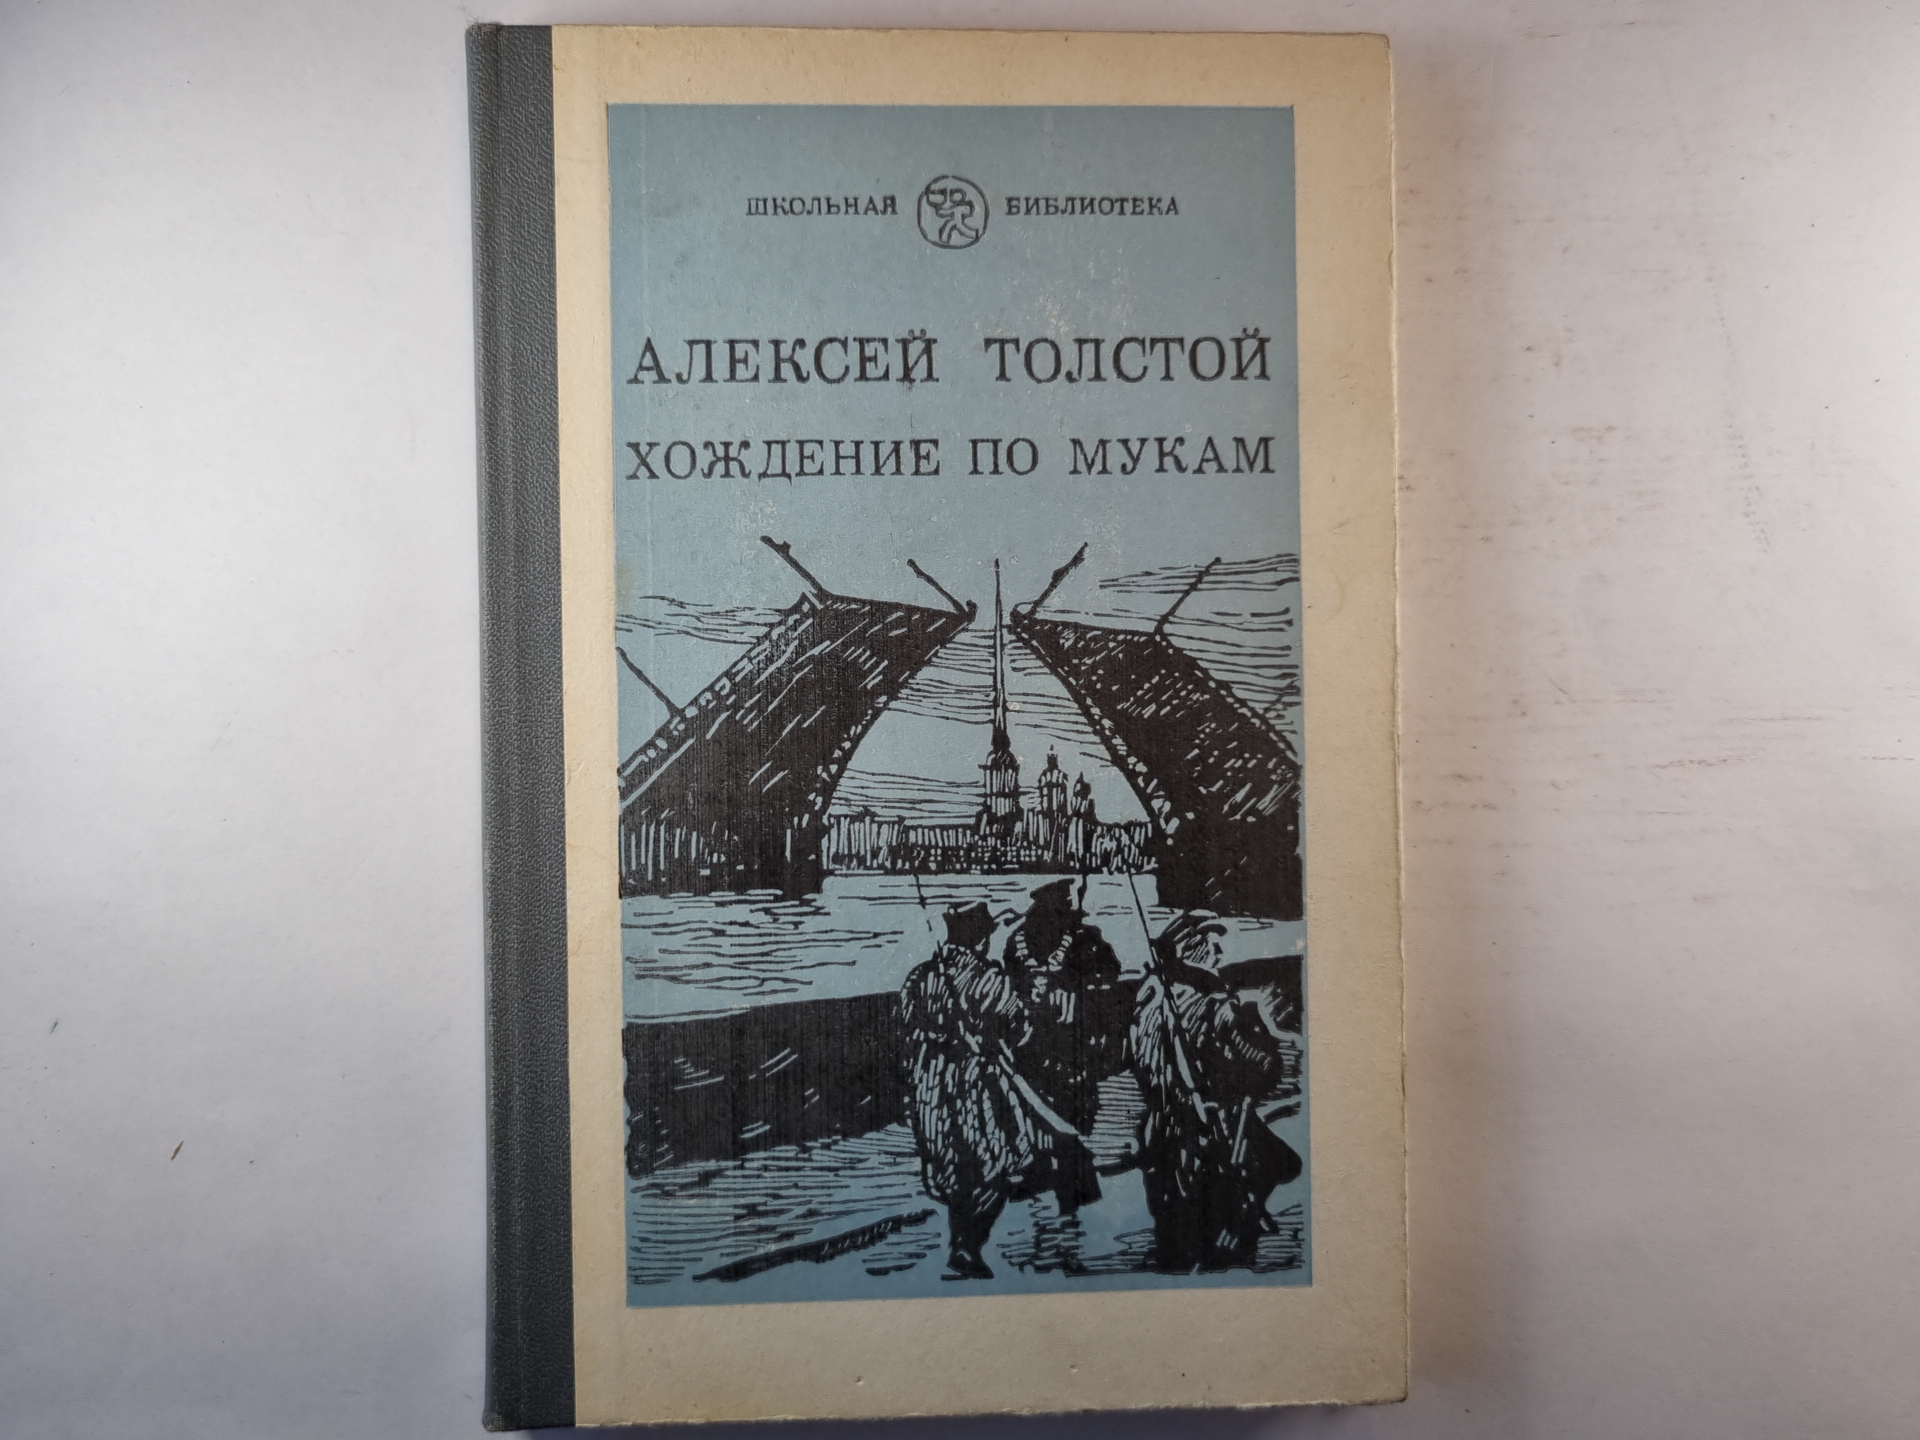 ШКОЛЬНАЯ БИБЛИОТЕКА
АЛЕКСЕЙ ТОЛСТОЙ
ХОЖДЕНИЕ ПО МУКАМ